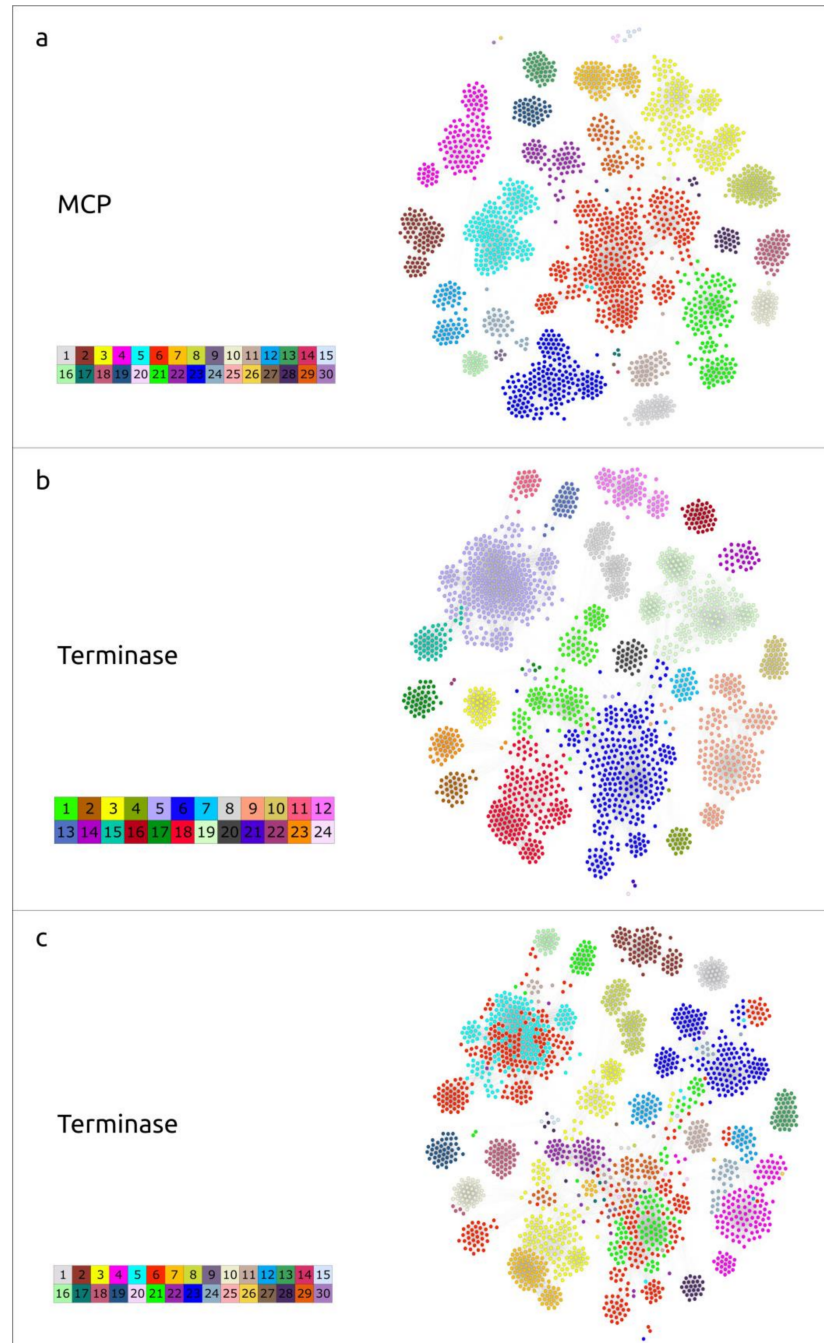 a
MCP
1 2 3 4 5 6 7 8 9 10 11 12 13 14 15
16 17 18 19 20 21 22 23 24 25 26 27 28 29 30
b
Terminase
1 2 3 4 5 6 7 8 9 10 11 12
13 14 15 16 17 18 19 20 21 22 23 24
c
Terminase
1 2 3 4 5 6 7 8 9 10 11 12 13 14 15
16 17 18 19 20 21 22 23 24 25 26 27 28 29 30